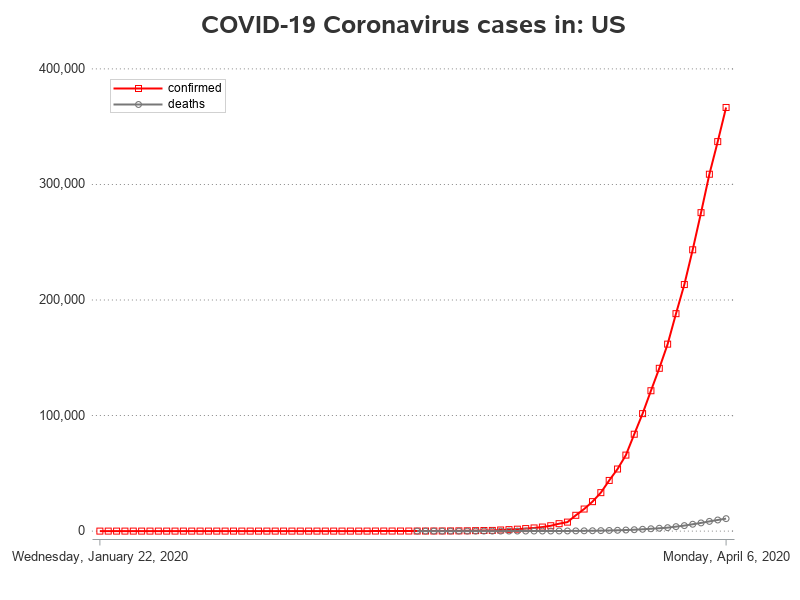 COVID-19 Coronavirus cases in: US
400,000
confirmed
deaths
300,000
200,000
100,000
0
Wednesday, January 22, 2020
Monday, April 6, 2020